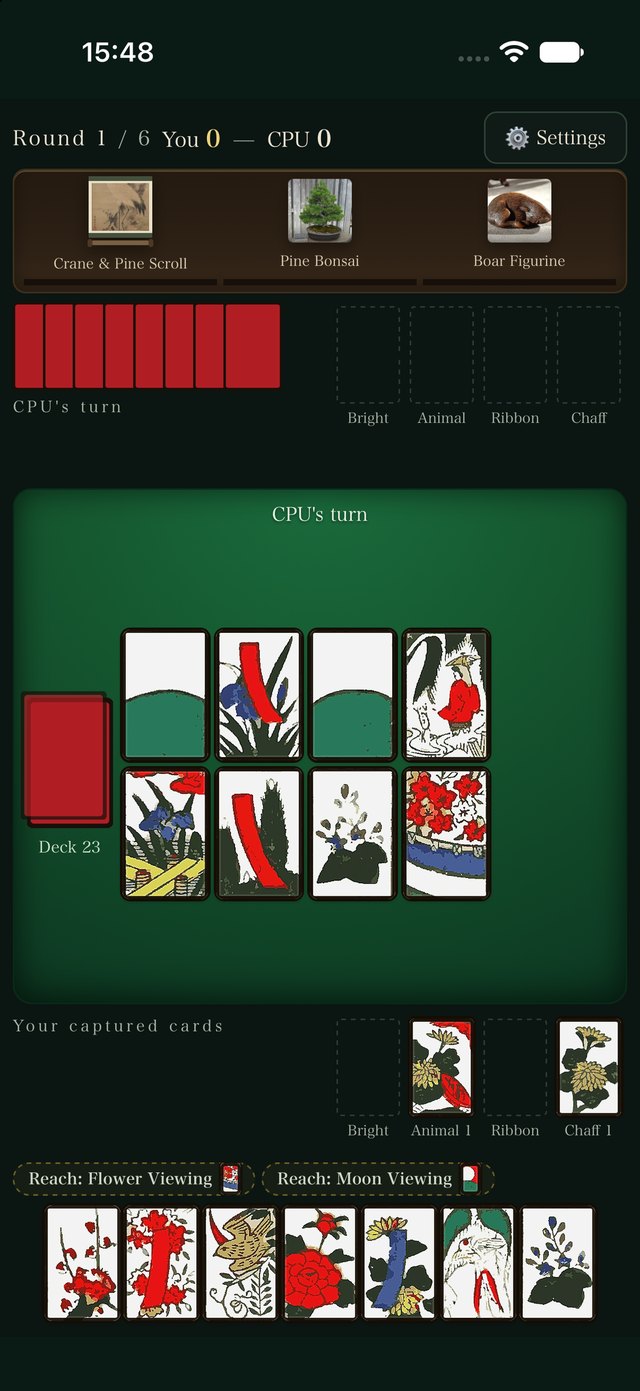 15:48
Round 1 / 6 You 0 — CPU 0
Settings
Crane & Pine Scroll
Pine Bonsai
Boar Figurine
CPU's turn
Bright
Animal
Ribbon
Chaff
CPU's turn
Deck 23
Your captured cards
Bright
Animal 1
Ribbon
Chaff 1
Reach: Flower Viewing
Reach: Moon Viewing